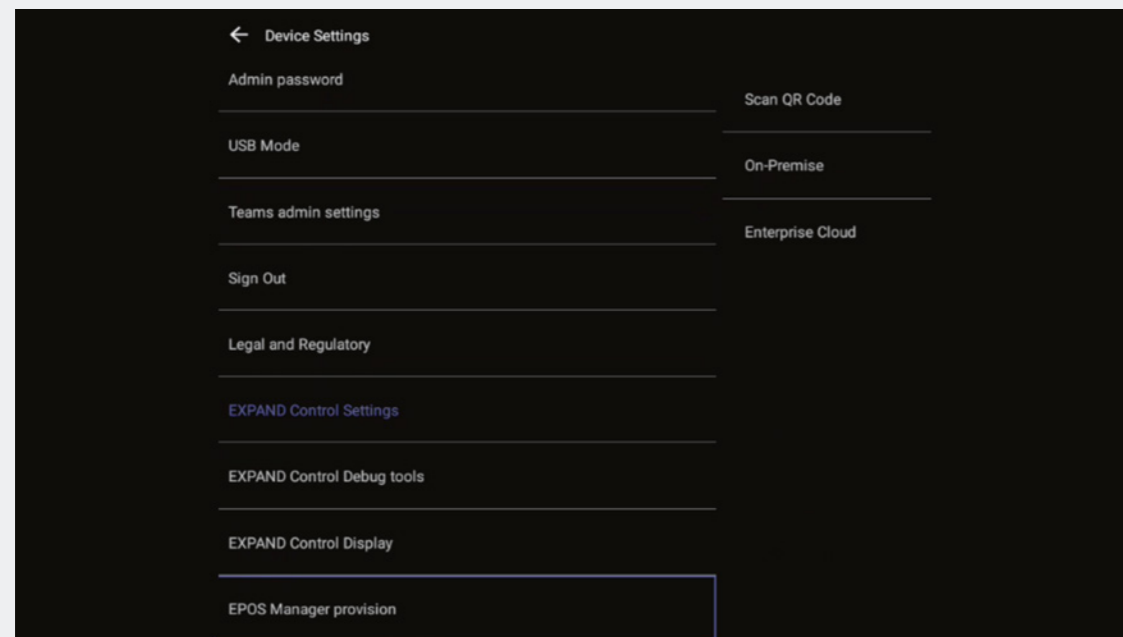 Device Settings
Admin password
USB Mode
Teams admin settings
Sign Out
Legal and Regulatory
EXPAND Control Settings
EXPAND Control Debug tools
EXPAND Control Display
EPOS Manager provision
Scan QR Code
On-Premise
Enterprise Cloud